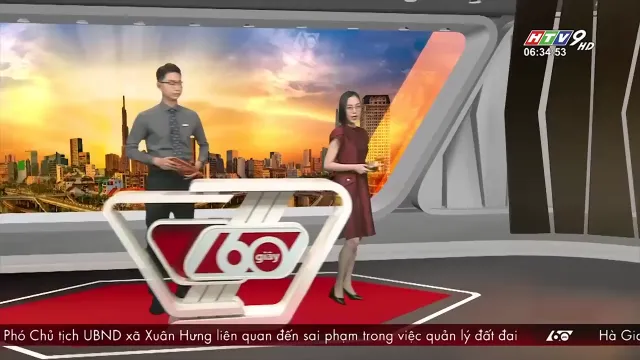 HTV9 HD
06:34:53
60 giây
Phó Chủ tịch UBND xã Xuân Hưng liên quan đến sai phạm trong việc quản lý đất đai 60 Hà Gia